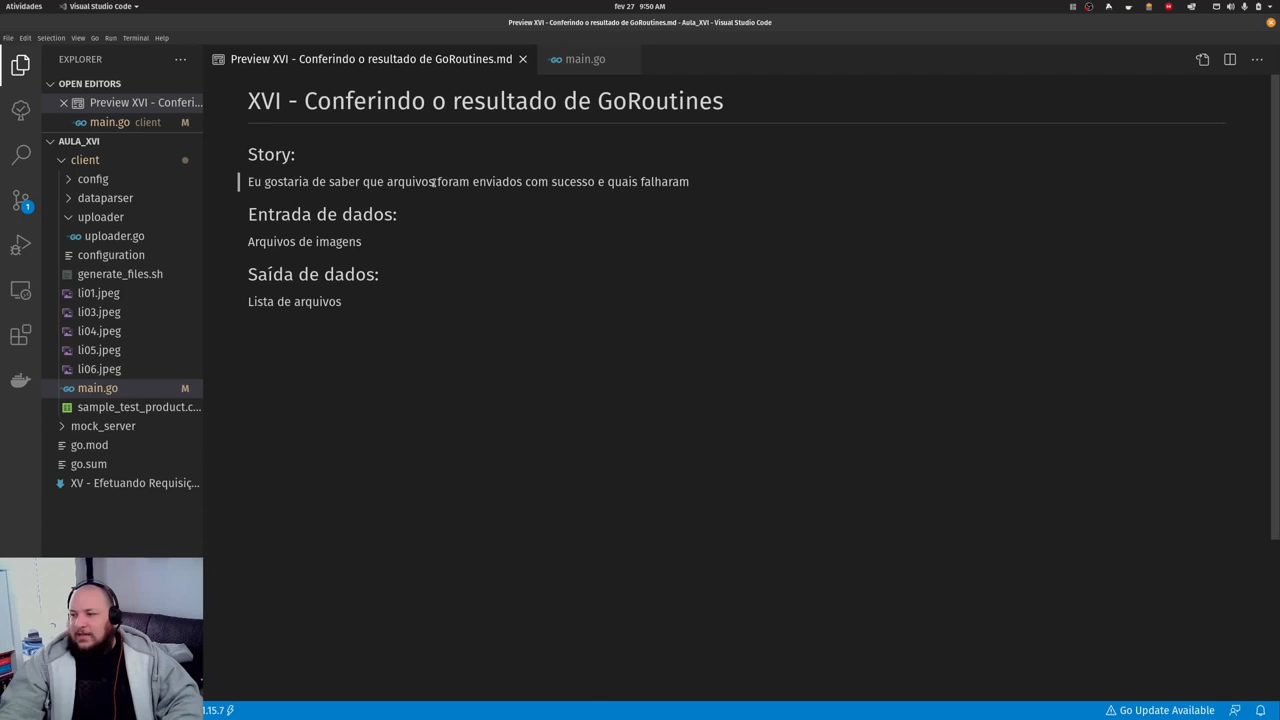 Atividades
Visual Studio Code
fev 27 9:50 AM
Preview XVI - Conferindo o resultado de GoRoutines.md - Aula_XVI - Visual Studio Code
File Edit Selection View Go Run Terminal Help
EXPLORER
Preview XVI - Conferindo o resultado de GoRoutines.md
main.go
OPEN EDITORS
Preview XVI - Conferi...
main.go client M
AULA_XVI
client
config
dataparser
uploader
uploader.go
configuration
generate_files.sh
li01.jpeg
li03.jpeg
li04.jpeg
li05.jpeg
li06.jpeg
main.go M
sample_test_product.c...
mock_server
go.mod
go.sum
XV - Efetuando Requisiç...
1
XVI - Conferindo o resultado de GoRoutines
Story:
Eu gostaria de saber que arquivos foram enviados com sucesso e quais falharam
Entrada de dados:
Arquivos de imagens
Saída de dados:
Lista de arquivos
1.15.7
Go Update Available